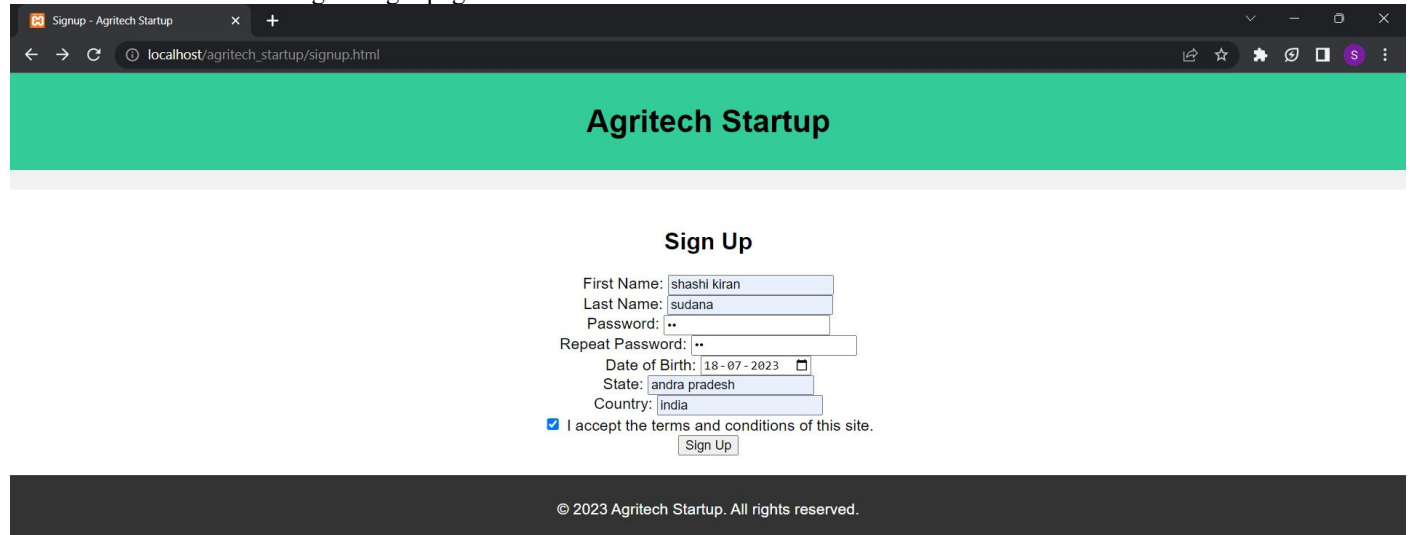 Signup - Agritech Startup
localhost/agritech_startup/signup.html
S
Agritech Startup
Sign Up
First Name: shashi kiran
Last Name: sudana
Password: ••
Repeat Password: ••
Date of Birth: 18-07-2023
State: andra pradesh
Country: india
I accept the terms and conditions of this site.
Sign Up
© 2023 Agritech Startup. All rights reserved.